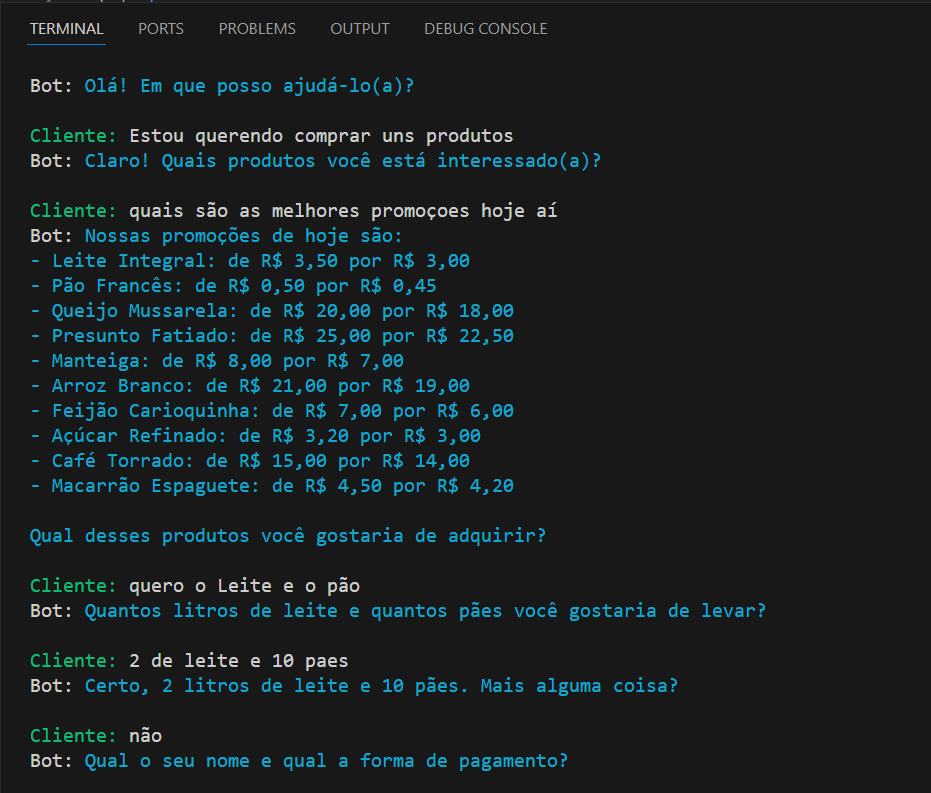 TERMINAL PORTS PROBLEMS OUTPUT DEBUG CONSOLE
Bot: Olá! Em que posso ajudá-lo(a)?
Cliente: Estou querendo comprar uns produtos
Bot: Claro! Quais produtos você está interessado(a)?
Cliente: quais são as melhores promoçoes hoje aí
Bot: Nossas promoções de hoje são:
- Leite Integral: de R$ 3,50 por R$ 3,00
- Pão Francês: de R$ 0,50 por R$ 0,45
- Queijo Mussarela: de R$ 20,00 por R$ 18,00
- Presunto Fatiado: de R$ 25,00 por R$ 22,50
- Manteiga: de R$ 8,00 por R$ 7,00
- Arroz Branco: de R$ 21,00 por R$ 19,00
- Feijão Carioquinha: de R$ 7,00 por R$ 6,00
- Açúcar Refinado: de R$ 3,20 por R$ 3,00
- Café Torrado: de R$ 15,00 por R$ 14,00
- Macarrão Espaguete: de R$ 4,50 por R$ 4,20
Qual desses produtos você gostaria de adquirir?
Cliente: quero o Leite e o pão
Bot: Quantos litros de leite e quantos pães você gostaria de levar?
Cliente: 2 de leite e 10 paes
Bot: Certo, 2 litros de leite e 10 pães. Mais alguma coisa?
Cliente: não
Bot: Qual o seu nome e qual a forma de pagamento?